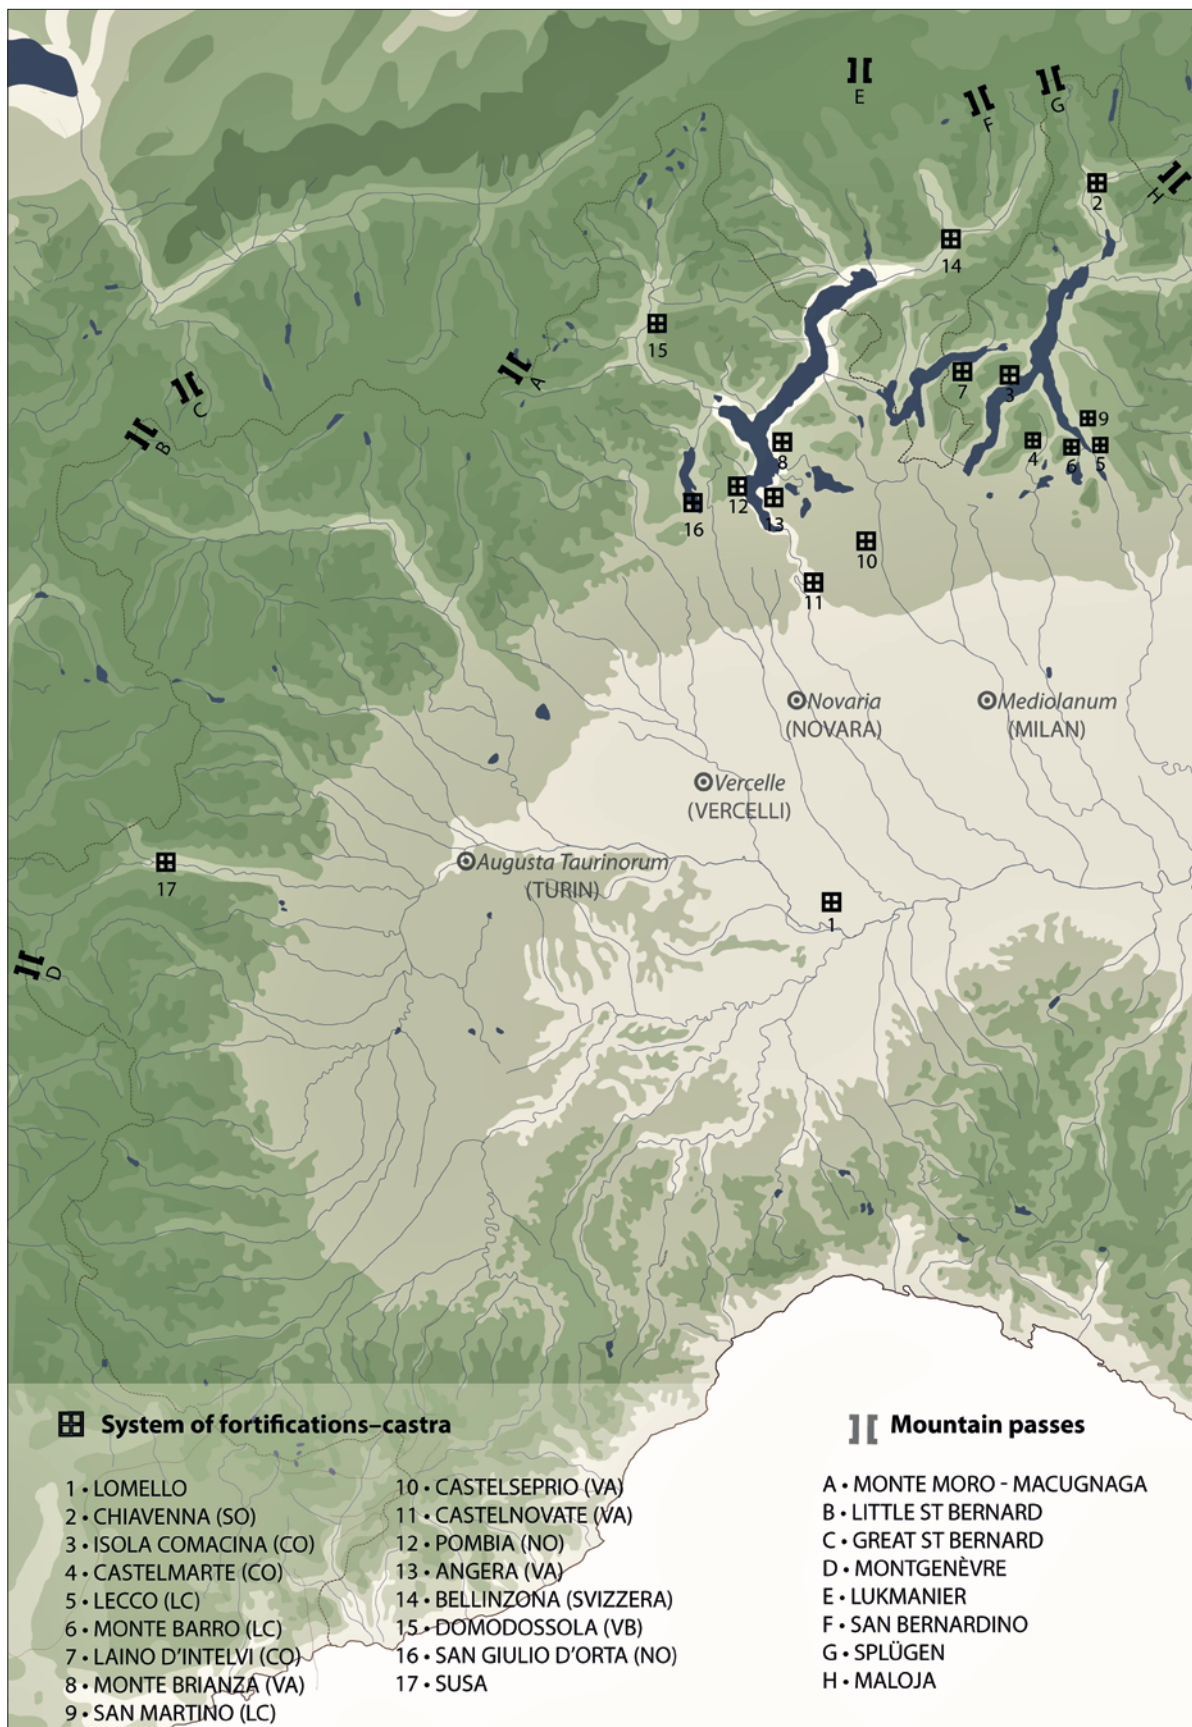 E
F
G
H
2
14
15
A
C
B
7
3
9
4
6
5
8
12
13
16
10
11
Novaria
(NOVARA)
Mediolanum
(MILAN)
Vercelle
(VERCELLI)
Augusta Taurinorum
(TURIN)
17
1
D
System of fortifications–castra
1 • LOMELLO
2 • CHIAVENNA (SO)
3 • ISOLA COMACINA (CO)
4 • CASTELMARTE (CO)
5 • LECCO (LC)
6 • MONTE BARRO (LC)
7 • LAINO D'INTELVI (CO)
8 • MONTE BRIANZA (VA)
9 • SAN MARTINO (LC)
10 • CASTELSEPRIO (VA)
11 • CASTELNOVATE (VA)
12 • POMBIA (NO)
13 • ANGERA (VA)
14 • BELLINZONA (SVIZZERA)
15 • DOMODOSSOLA (VB)
16 • SAN GIULIO D'ORTA (NO)
17 • SUSA
Mountain passes
A • MONTE MORO - MACUGNAGA
B • LITTLE ST BERNARD
C • GREAT ST BERNARD
D • MONTGENÈVRE
E • LUKMANIER
F • SAN BERNARDINO
G • SPLÜGEN
H • MALOJA